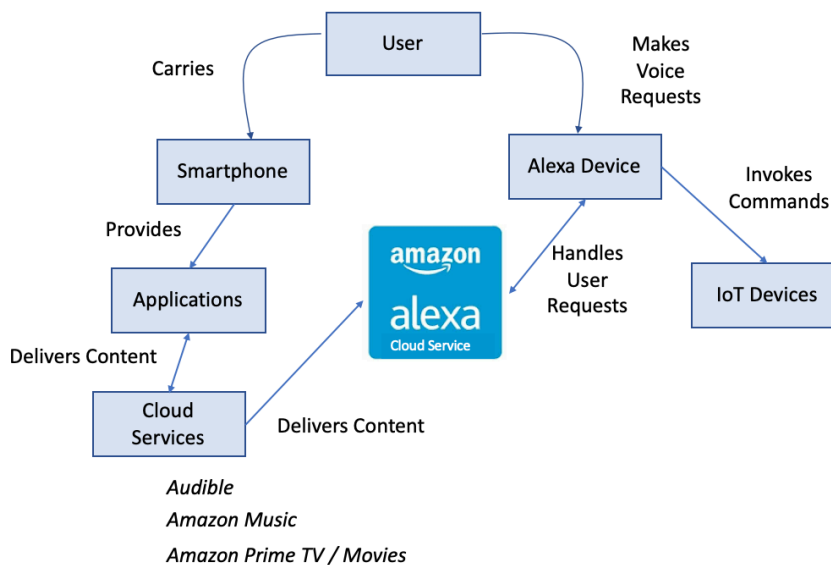 User
Carries
Makes
Voice
Requests
Smartphone
Alexa Device
Invokes
Commands
Provides
amazon
alexa
Cloud Service
Handles
User
Requests
Applications
IoT Devices
Delivers Content
Cloud
Services
Delivers Content
Audible
Amazon Music
Amazon Prime TV / Movies